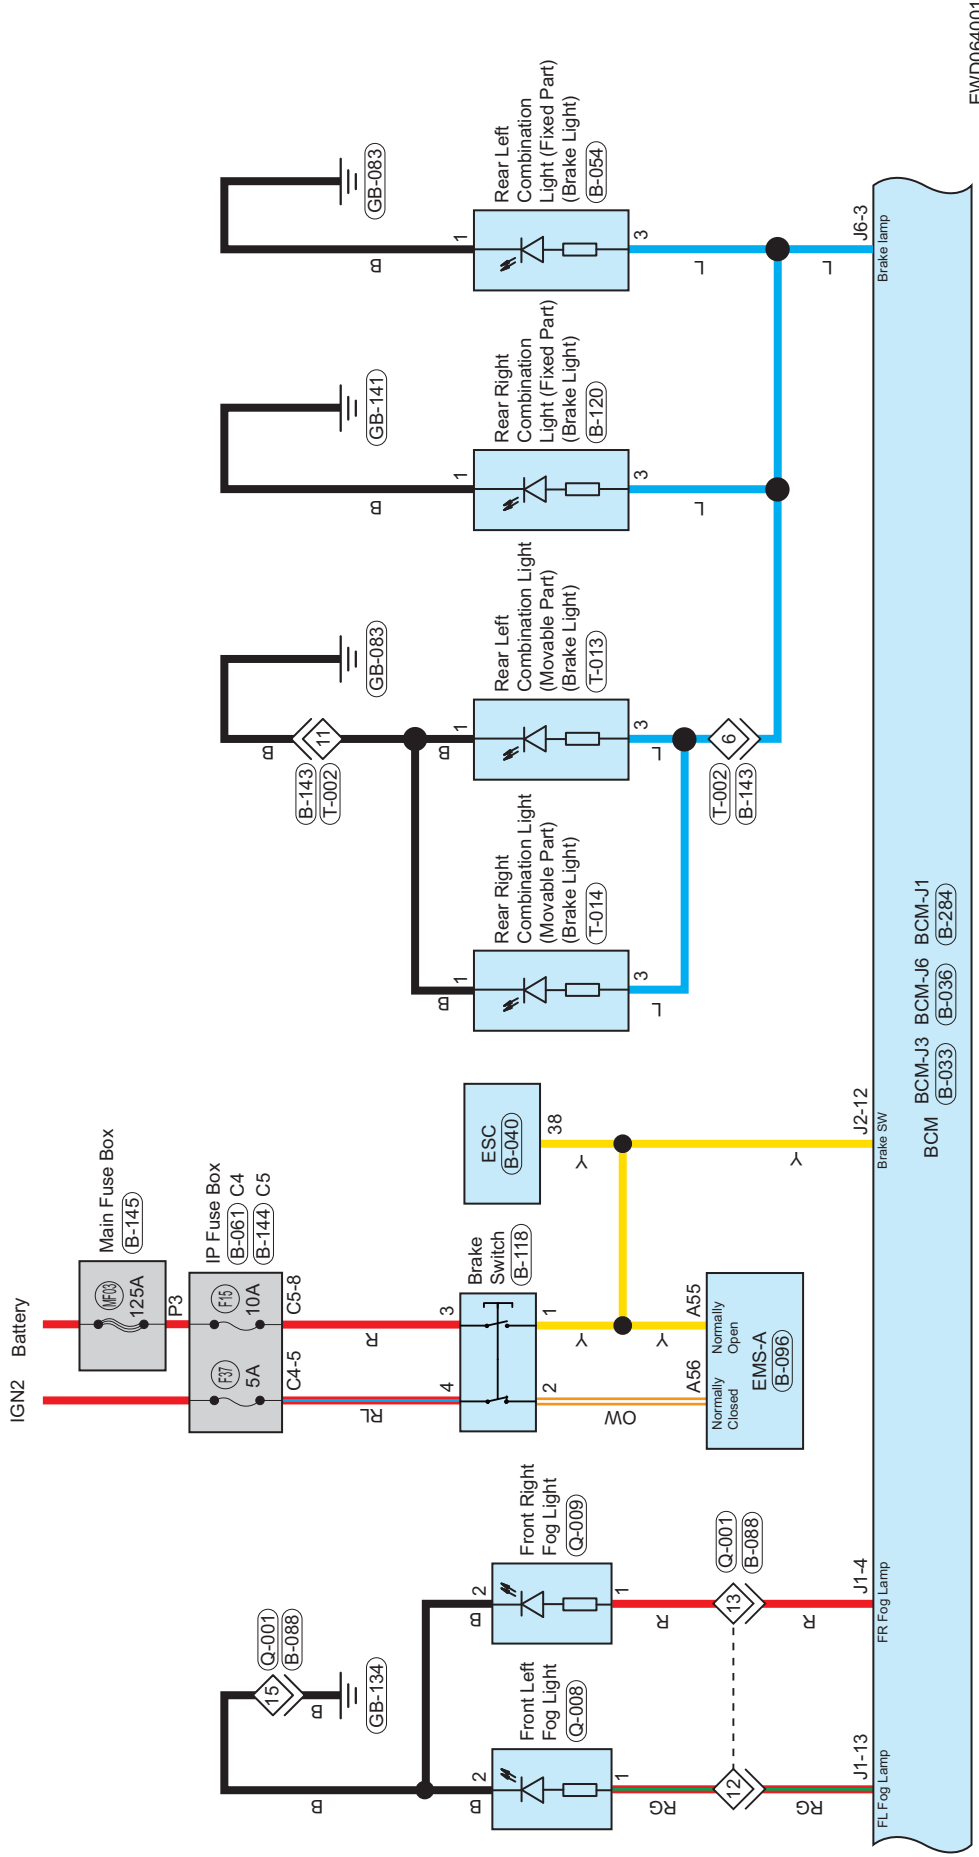 IGN2
Battery
Main Fuse Box
B-145
MF03
125A
P3
IP Fuse Box
B-061 C4
B-144 C5
F37
5A
F15
10A
C4-5
C5-8
RL
R
4
3
Brake
Switch
B-118
2
1
OW
Y
Y
A56
A55
Normally
Closed
Normally
Open
EMS-A
B-096
ESC
B-040
38
Y
Y
J2-12
Brake SW
Q-001
B-088
15
B
GB-134
B
B
2
Front Left
Fog Light
Q-008
1
RG
12
RG
J1-13
FL Fog Lamp
B
2
Front Right
Fog Light
Q-009
1
R
13
Q-001
B-088
R
J1-4
FR Fog Lamp
B
1
Rear Right
Combination Light
(Movable Part)
(Brake Light)
T-014
3
L
GB-083
B
11
B-143
T-002
B
1
Rear Left
Combination Light
(Movable Part)
(Brake Light)
T-013
3
L
6
T-002
B-143
GB-141
B
1
Rear Right
Combination
Light (Fixed Part)
(Brake Light)
B-120
3
L
GB-083
B
1
Rear Left
Combination
Light (Fixed Part)
(Brake Light)
B-054
3
L
L
J6-3
Brake lamp
BCM
BCM-J3
B-033
BCM-J6
B-036
BCM-J1
B-284
EWD064001